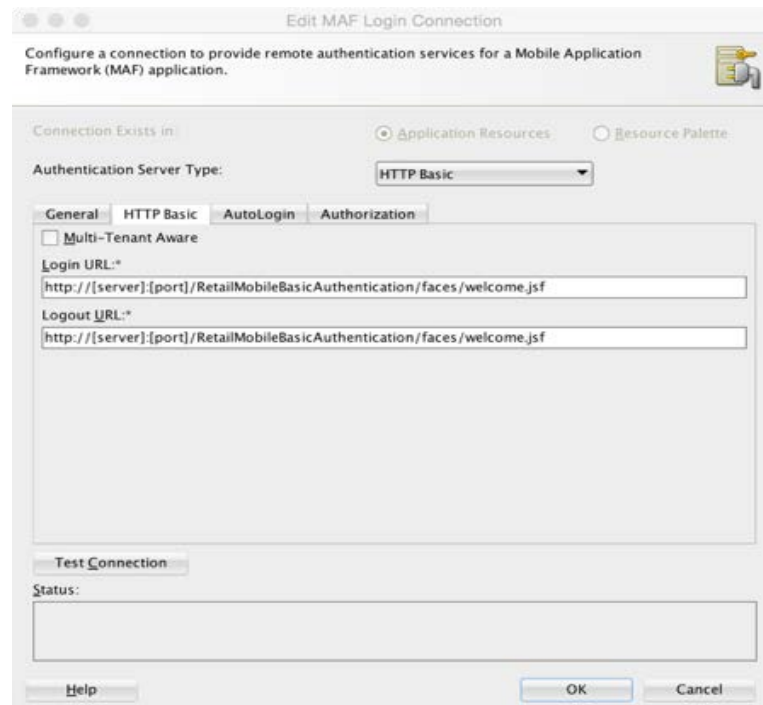 Edit MAF Login Connection
Configure a connection to provide remote authentication services for a Mobile Application
Framework (MAF) application.
Connection Exists in: Application Resources Resource Palette
Authentication Server Type: HTTP Basic
General HTTP Basic AutoLogin Authorization
Multi-Tenant Aware
Login URL:*
http://[server]:[port]/RetailMobileBasicAuthentication/faces/welcome.jsf
Logout URL:*
http://[server]:[port]/RetailMobileBasicAuthentication/faces/welcome.jsf
Test Connection
Status:
Help OK Cancel